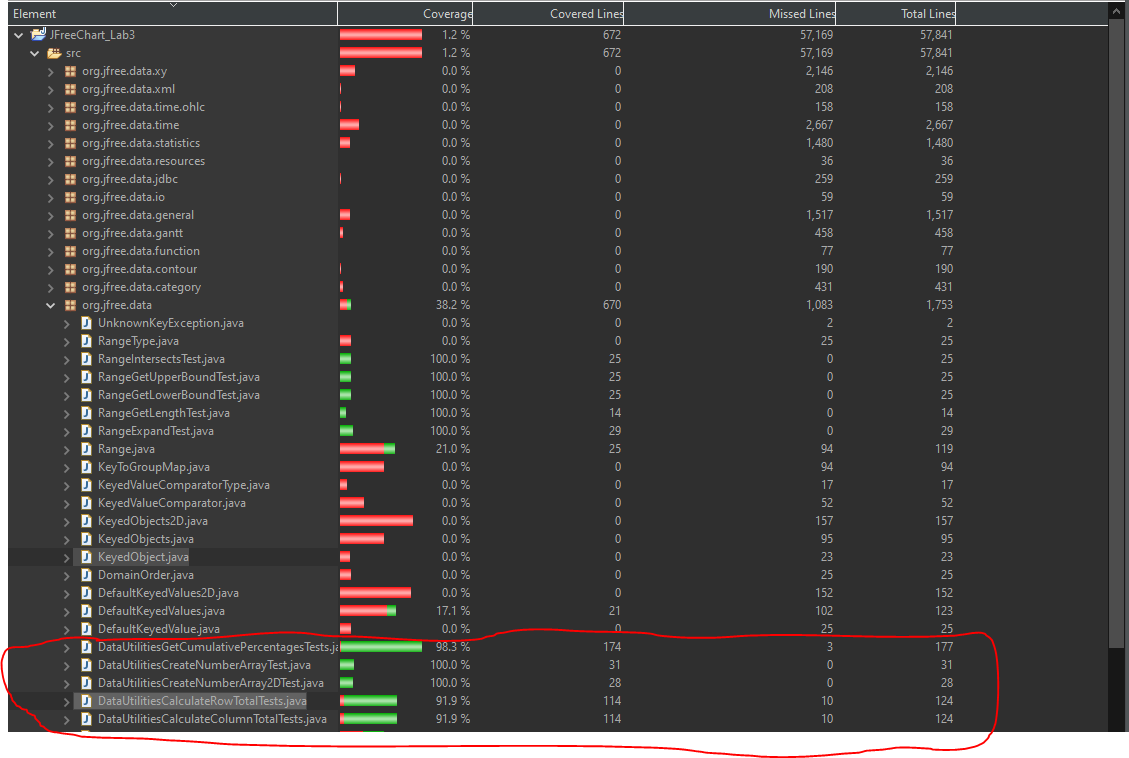 Element Coverage Covered Lines Missed Lines Total Lines
JFreeChart_Lab3 1.2 % 672 57,169 57,841
src 1.2 % 672 57,169 57,841
org.jfree.data.xy 0.0 % 0 2,146 2,146
org.jfree.data.xml 0.0 % 0 208 208
org.jfree.data.time.ohlc 0.0 % 0 158 158
org.jfree.data.time 0.0 % 0 2,667 2,667
org.jfree.data.statistics 0.0 % 0 1,480 1,480
org.jfree.data.resources 0.0 % 0 36 36
org.jfree.data.jdbc 0.0 % 0 259 259
org.jfree.data.io 0.0 % 0 59 59
org.jfree.data.general 0.0 % 0 1,517 1,517
org.jfree.data.gantt 0.0 % 0 458 458
org.jfree.data.function 0.0 % 0 77 77
org.jfree.data.contour 0.0 % 0 190 190
org.jfree.data.category 0.0 % 0 431 431
org.jfree.data 38.2 % 670 1,083 1,753
UnknownKeyException.java 0.0 % 0 2 2
RangeType.java 0.0 % 0 25 25
RangeIntersectsTest.java 100.0 % 25 0 25
RangeGetUpperBoundTest.java 100.0 % 25 0 25
RangeGetLowerBoundTest.java 100.0 % 25 0 25
RangeGetLengthTest.java 100.0 % 14 0 14
RangeExpandTest.java 100.0 % 29 0 29
Range.java 21.0 % 25 94 119
KeyToGroupMap.java 0.0 % 0 94 94
KeyedValueComparatorType.java 0.0 % 0 17 17
KeyedValueComparator.java 0.0 % 0 52 52
KeyedObjects2D.java 0.0 % 0 157 157
KeyedObjects.java 0.0 % 0 95 95
KeyedObject.java 0.0 % 0 23 23
DomainOrder.java 0.0 % 0 25 25
DefaultKeyedValues2D.java 0.0 % 0 152 152
DefaultKeyedValues.java 17.1 % 21 102 123
DefaultKeyedValue.java 0.0 % 0 25 25
DataUtilitiesGetCumulativePercentagesTests.ja 98.3 % 174 3 177
DataUtilitiesCreateNumberArrayTest.java 100.0 % 31 0 31
DataUtilitiesCreateNumberArray2DTest.java 100.0 % 28 0 28
DataUtilitiesCalculateRowTotalTests.java 91.9 % 114 10 124
DataUtilitiesCalculateColumnTotalTests.java 91.9 % 114 10 124